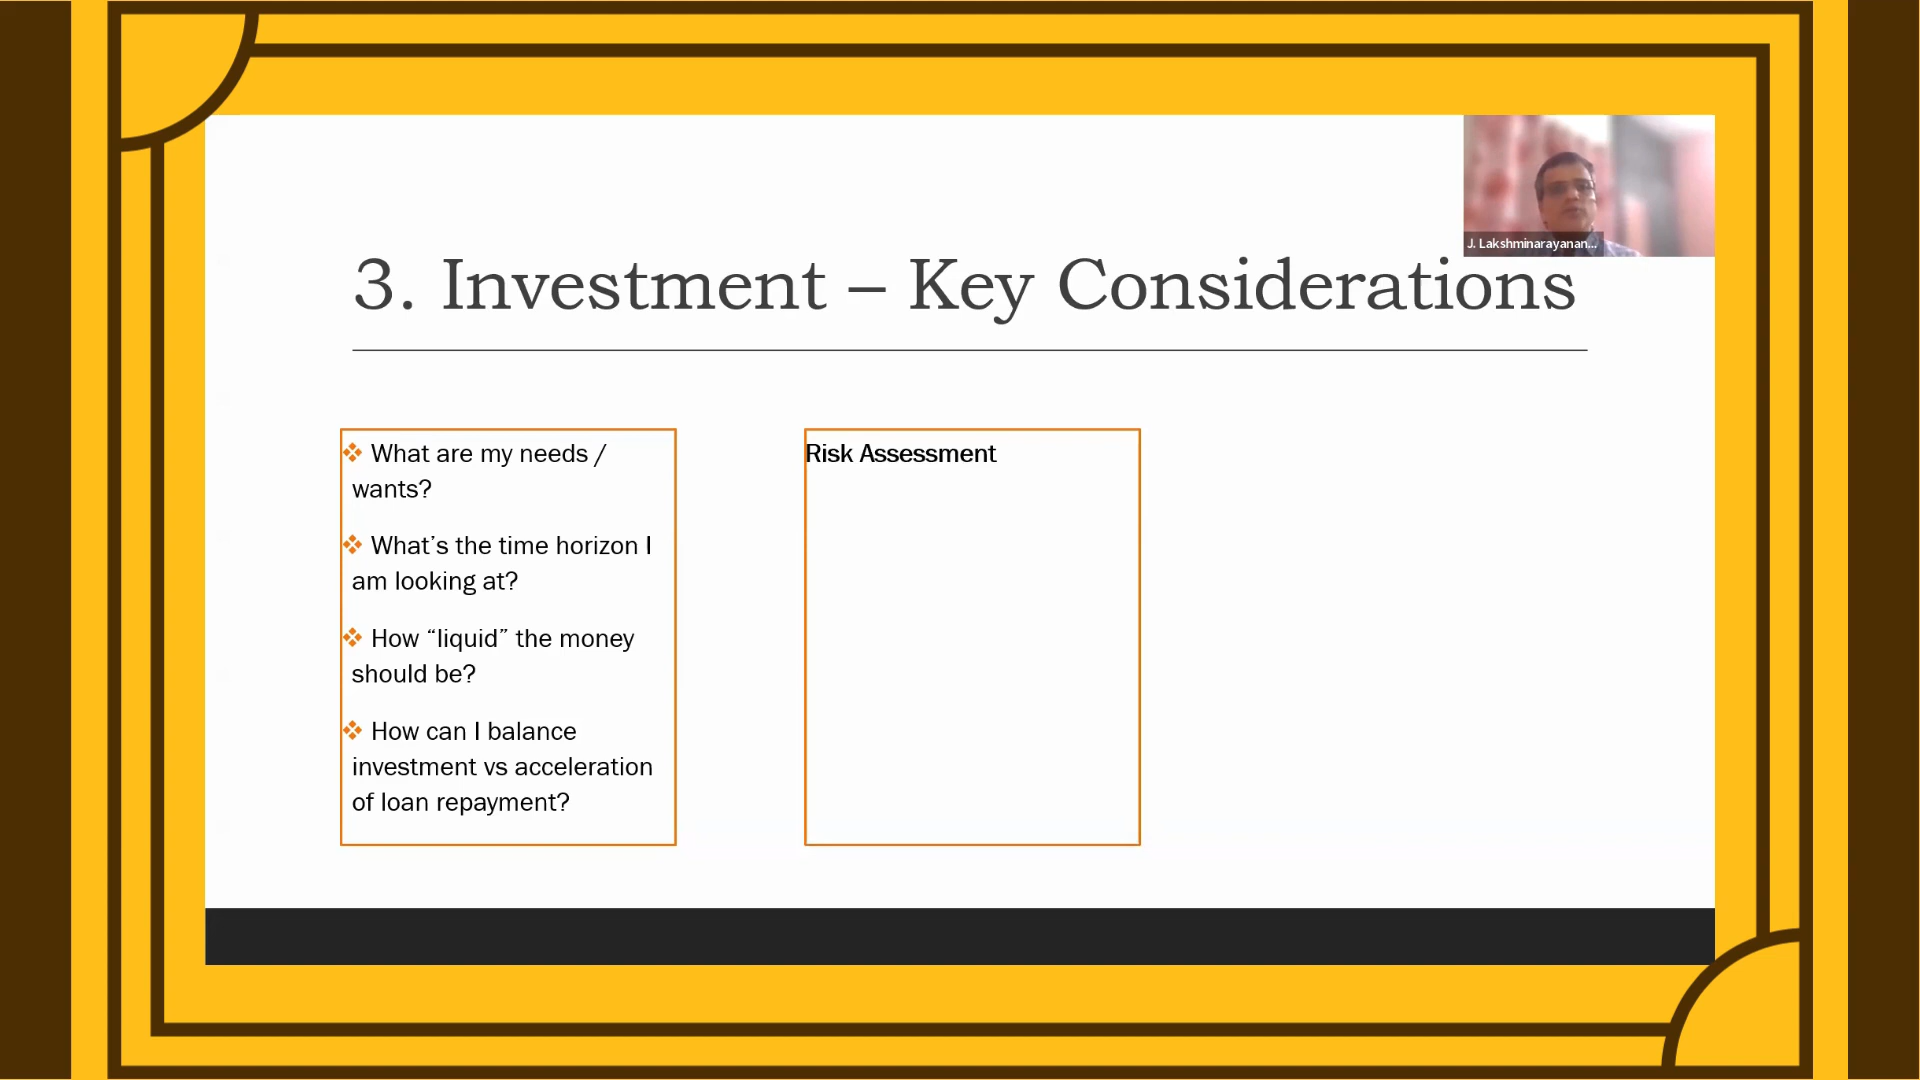 J. Lakshminarayanan...
3. Investment – Key Considerations
❖ What are my needs /
wants?
❖ What’s the time horizon I
am looking at?
❖ How “liquid” the money
should be?
❖ How can I balance
investment vs acceleration
of loan repayment?
Risk Assessment